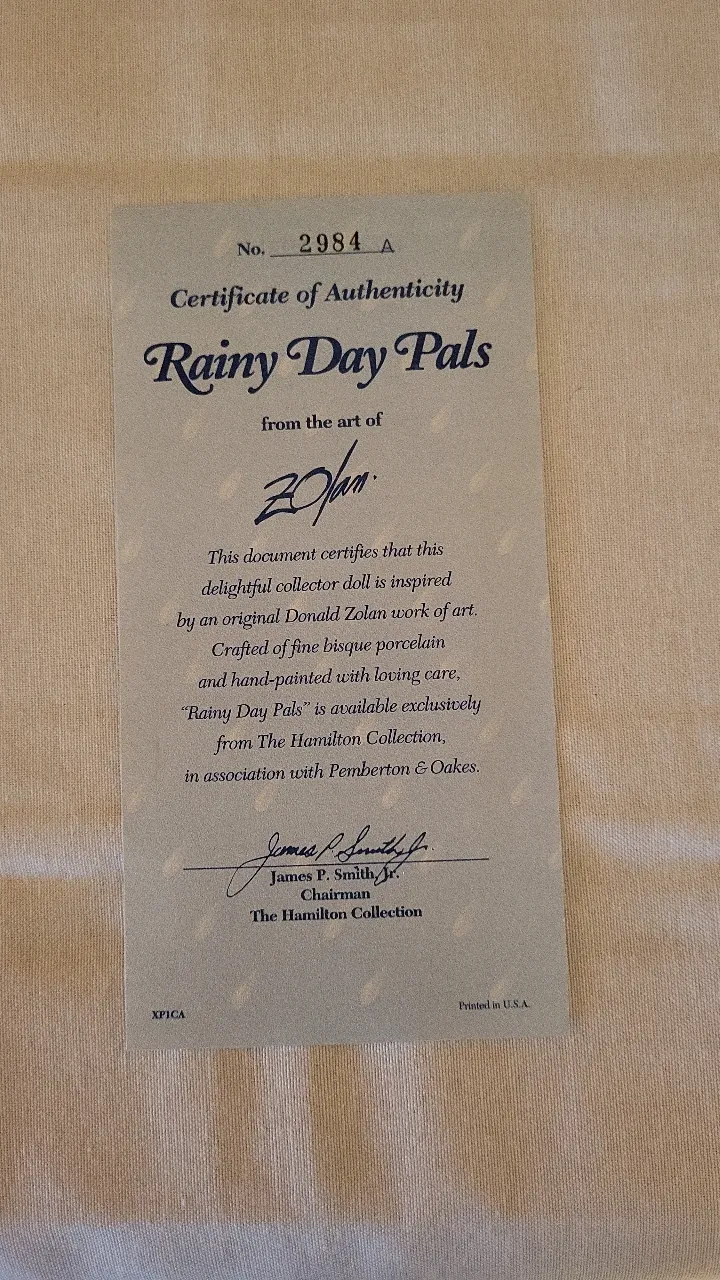 No. 2984 A
Certificate of Authenticity
Rainy Day Pals
from the art of
Zolan.
This document certifies that this
delightful collector doll is inspired
by an original Donald Zolan work of art.
Crafted of fine bisque porcelain
and hand-painted with loving care,
“Rainy Day Pals” is available exclusively
from The Hamilton Collection,
in association with Pemberton & Oakes.
James P. Smith, Jr.
James P. Smith, Jr.
Chairman
The Hamilton Collection
XP1CA
Printed in U.S.A.